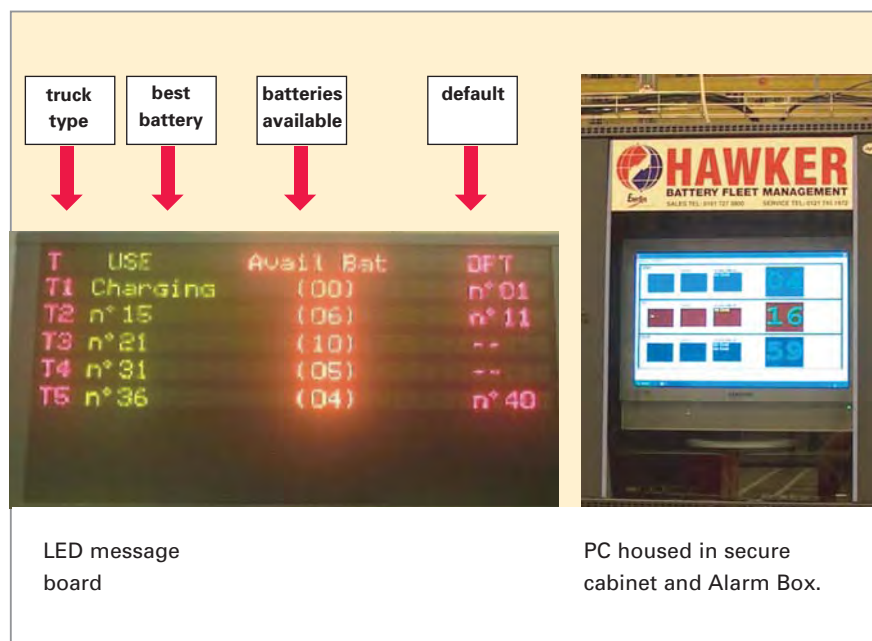 truck
type
best
battery
batteries
available
default
HAWKER
BATTERY FLEET MANAGEMENT
T USE Avail Bat DFT
T1 Charging (00) n°01
T2 n°15 (06) n°11
T3 n°21 (10) --
T4 n°31 (05) --
T5 n°36 (04) n°40
16
59
LED message
board
PC housed in secure
cabinet and Alarm Box.